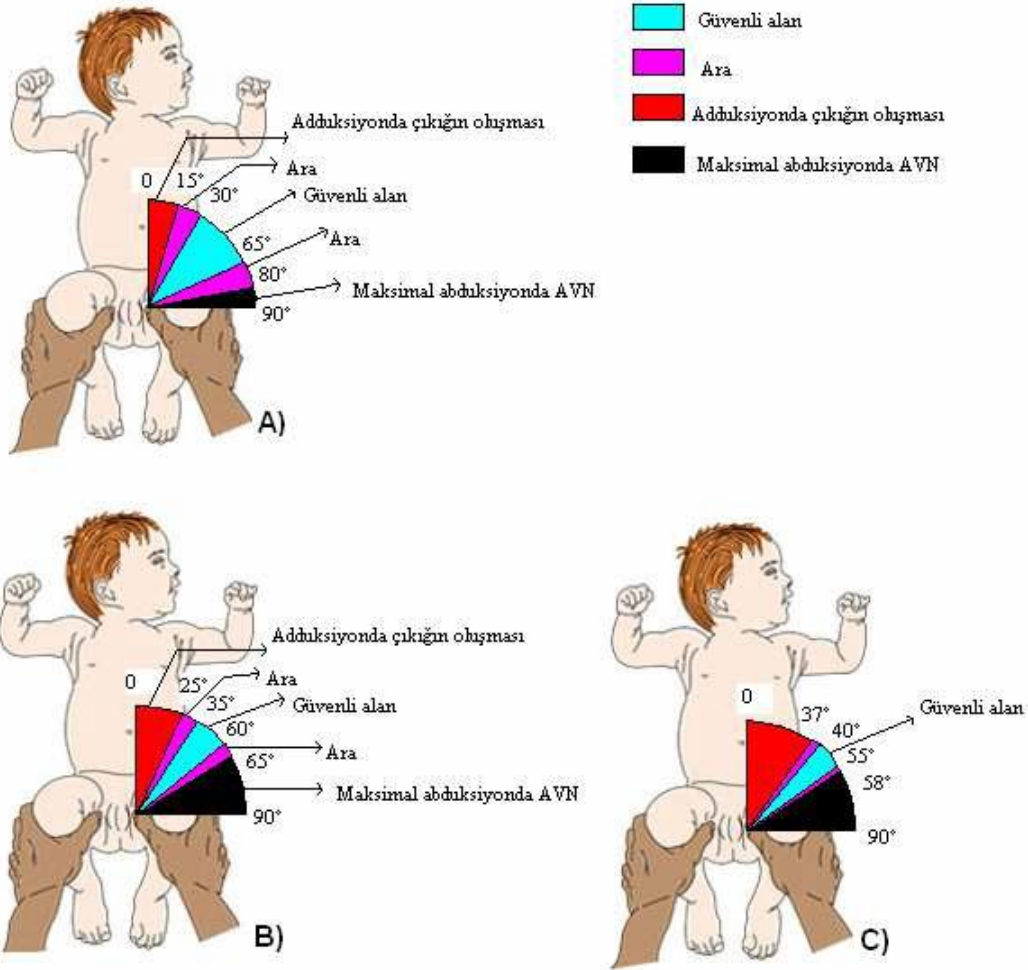 Güvenli alan
Ara
Adduksiyonda çıkığın oluşması
Maksimal abduksiyonda AVN
Adduksiyonda çıkığın oluşması
0 15° Ara
30° Güvenli alan
65° Ara
80°
Maksimal abduksiyonda AVN
90°
A)
Adduksiyonda çıkığın oluşması
0 25° Ara
35° Güvenli alan
60° Ara
65°
Maksimal abduksiyonda AVN
90°
B)
0
37° Güvenli alan
40°
55°
58°
90°
C)